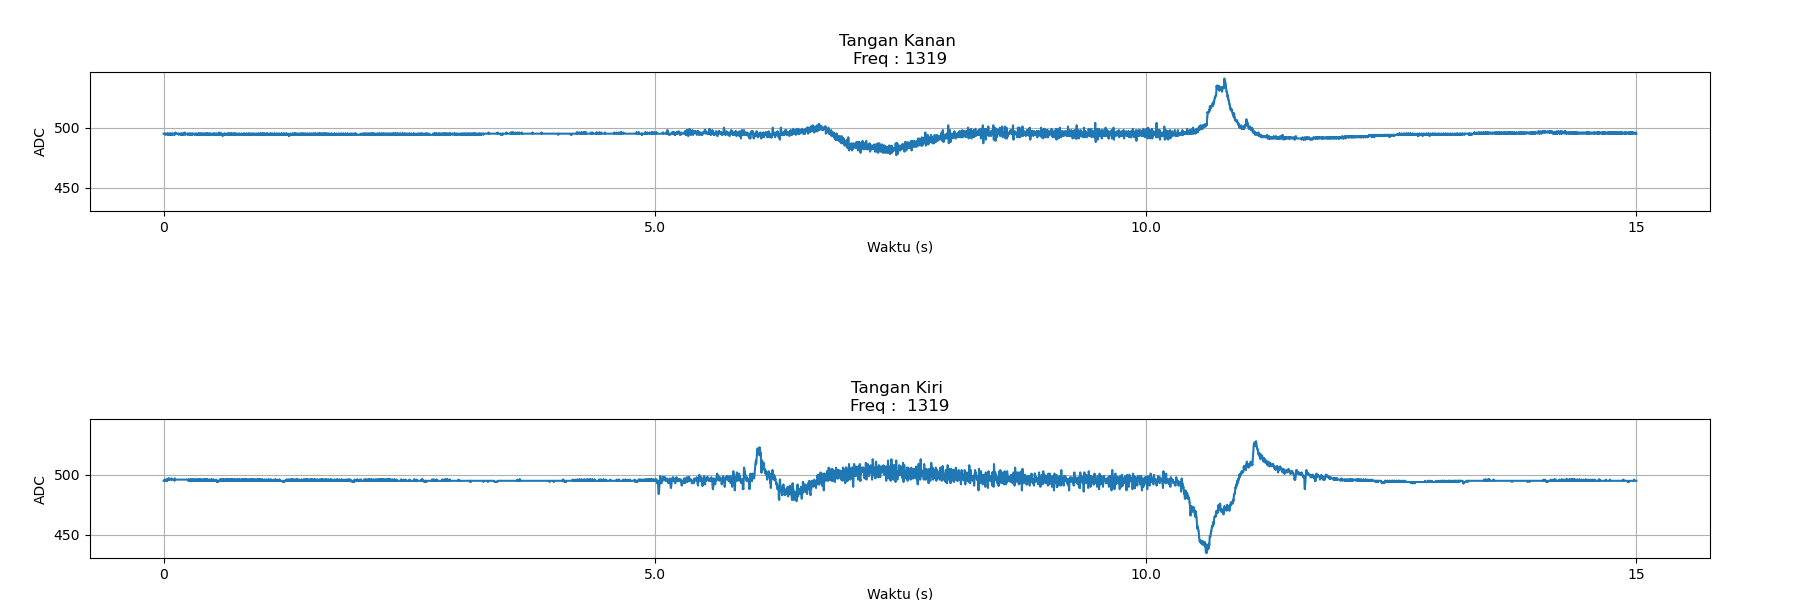 Tangan Kanan
Freq : 1319
ADC
500
450
0 5.0 10.0 15
Waktu (s)
Tangan Kiri
Freq :  1319
ADC
500
450
0 5.0 10.0 15
Waktu (s)